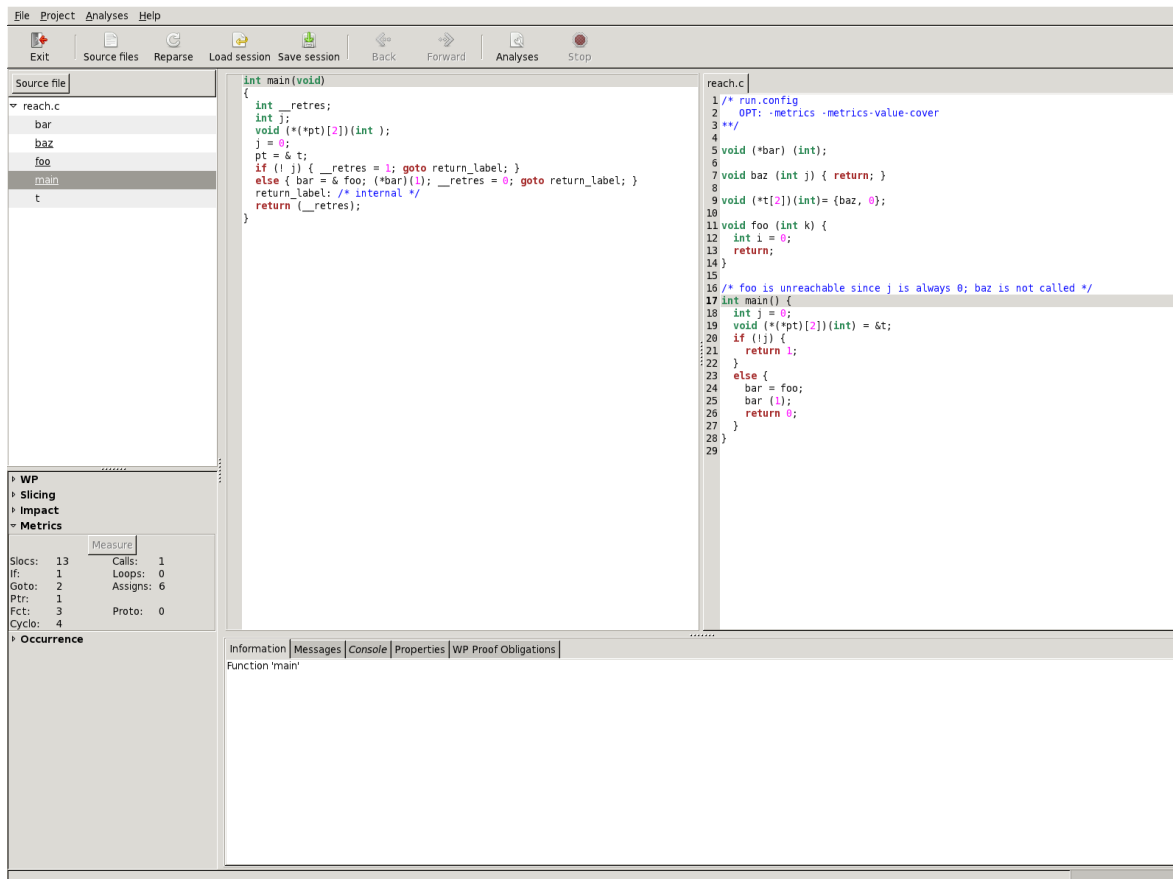 File Project Analyses Help
Exit Source files Reparse Load session Save session Back Forward Analyses Stop
Source file
reach.c
bar
baz
foo
main
t
WP
Slicing
Impact
Metrics
Measure
Slocs: 13 Calls: 1
If: 1 Loops: 0
Goto: 2 Assigns: 6
Ptr: 1
Fct: 3 Proto: 0
Cyclo: 4
Occurrence
int main(void)
{
  int __retres;
  int j;
  void (*(*pt)[2])(int );
  j = 0;
  pt = & t;
  if (! j) { __retres = 1; goto return_label; }
  else { bar = & foo; (*bar)(1); __retres = 0; goto return_label; }
  return_label: /* internal */
  return (__retres);
}
reach.c
1 /* run.config
2    OPT: -metrics -metrics-value-cover
3 **/
4
5 void (*bar) (int);
6
7 void baz (int j) { return; }
8
9 void (*t[2])(int)= {baz, 0};
10
11 void foo (int k) {
12   int i = 0;
13   return;
14 }
15
16 /* foo is unreachable since j is always 0; baz is not called */
17 int main() {
18   int j = 0;
19   void (*(*pt)[2])(int) = &t;
20   if (!j) {
21     return 1;
22   }
23   else {
24     bar = foo;
25     bar (1);
26     return 0;
27   }
28 }
29
Information Messages Console Properties WP Proof Obligations
Function 'main'